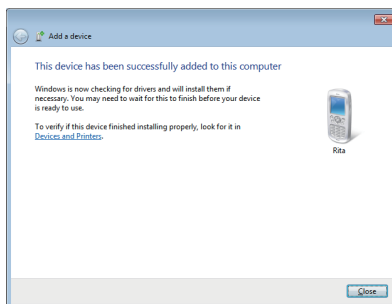 Add a device
This device has been successfully added to this computer
Windows is now checking for drivers and will install them if
necessary. You may need to wait for this to finish before your device
is ready to use.
To verify if this device finished installing properly, look for it in
Devices and Printers.
Rita
Close